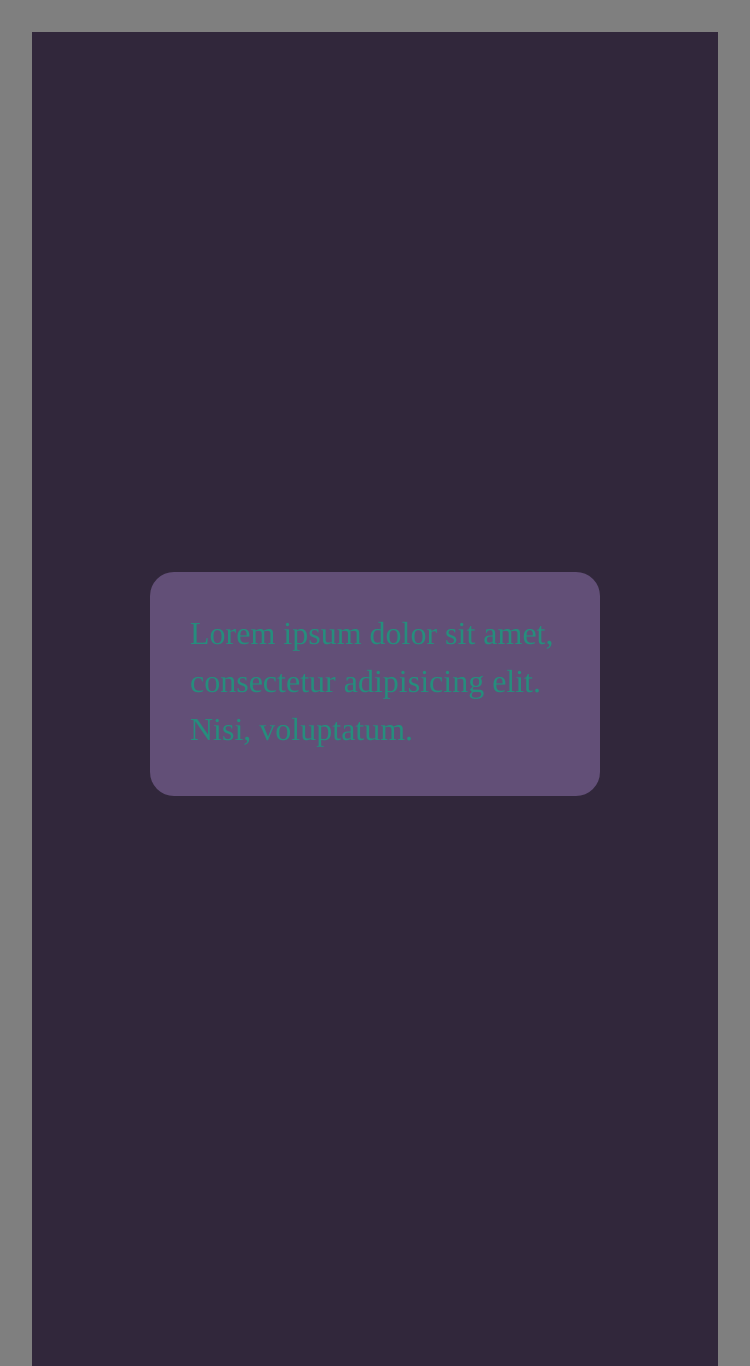 Lorem ipsum dolor sit amet,
consectetur adipisicing elit.
Nisi, voluptatum.